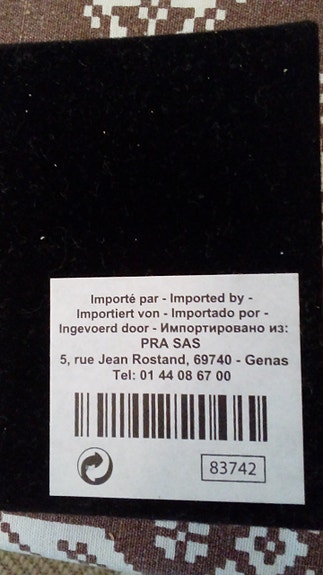 Importé par - Imported by -
Importiert von - Importado por -
Ingevoerd door - Импортировано из:
PRA SAS
5, rue Jean Rostand, 69740 - Genas
Tel: 01 44 08 67 00
83742